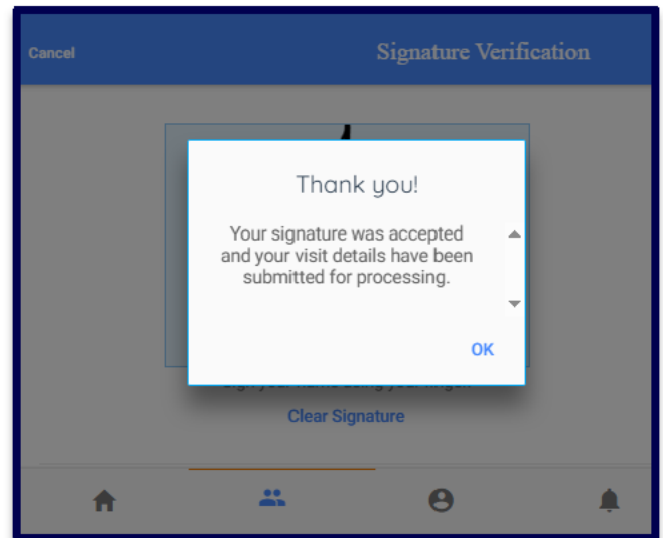 Cancel
Signature Verification
Thank you!
Your signature was accepted
and your visit details have been
submitted for processing.
OK
Clear Signature